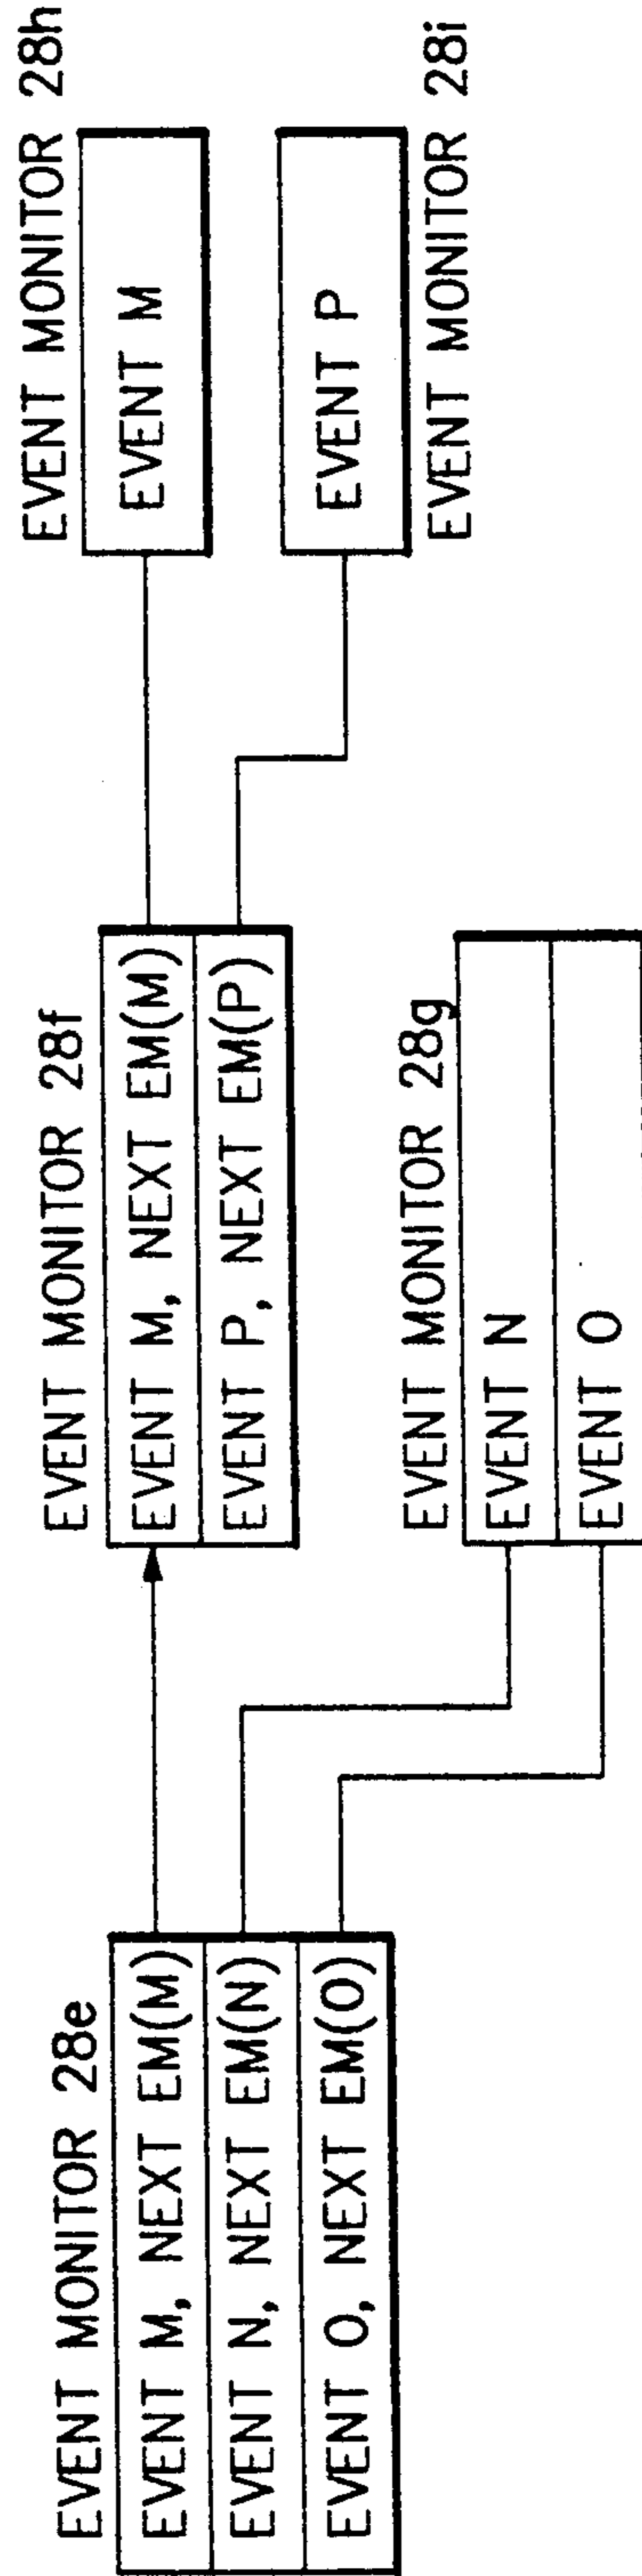 EVENT MONITOR 28e
EVENT M, NEXT EM(M)
EVENT N, NEXT EM(N)
EVENT O, NEXT EM(O)
EVENT MONITOR 28f
EVENT M, NEXT EM(M)
EVENT P, NEXT EM(P)
EVENT MONITOR 28g
EVENT N
EVENT O
EVENT MONITOR 28h
EVENT M
EVENT P
EVENT MONITOR 28i